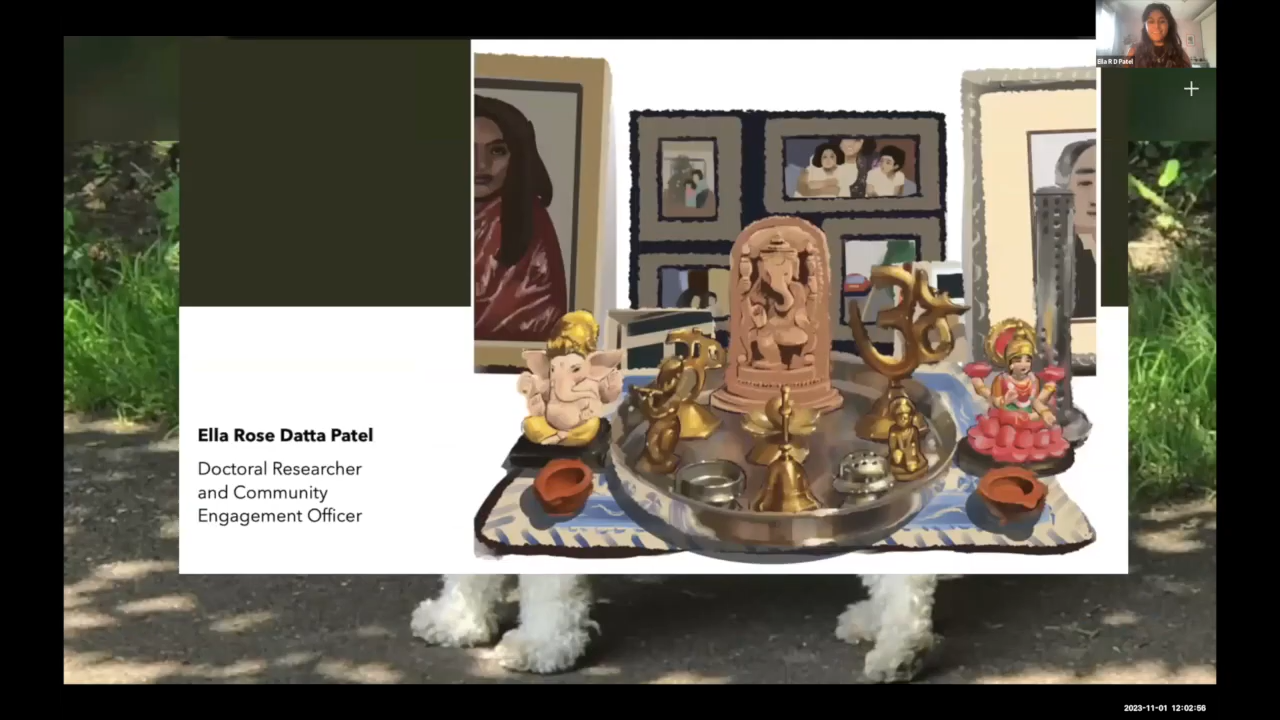 Ella R D Patel
Ella Rose Datta Patel
Doctoral Researcher
and Community
Engagement Officer
2023-11-01 12:02:56